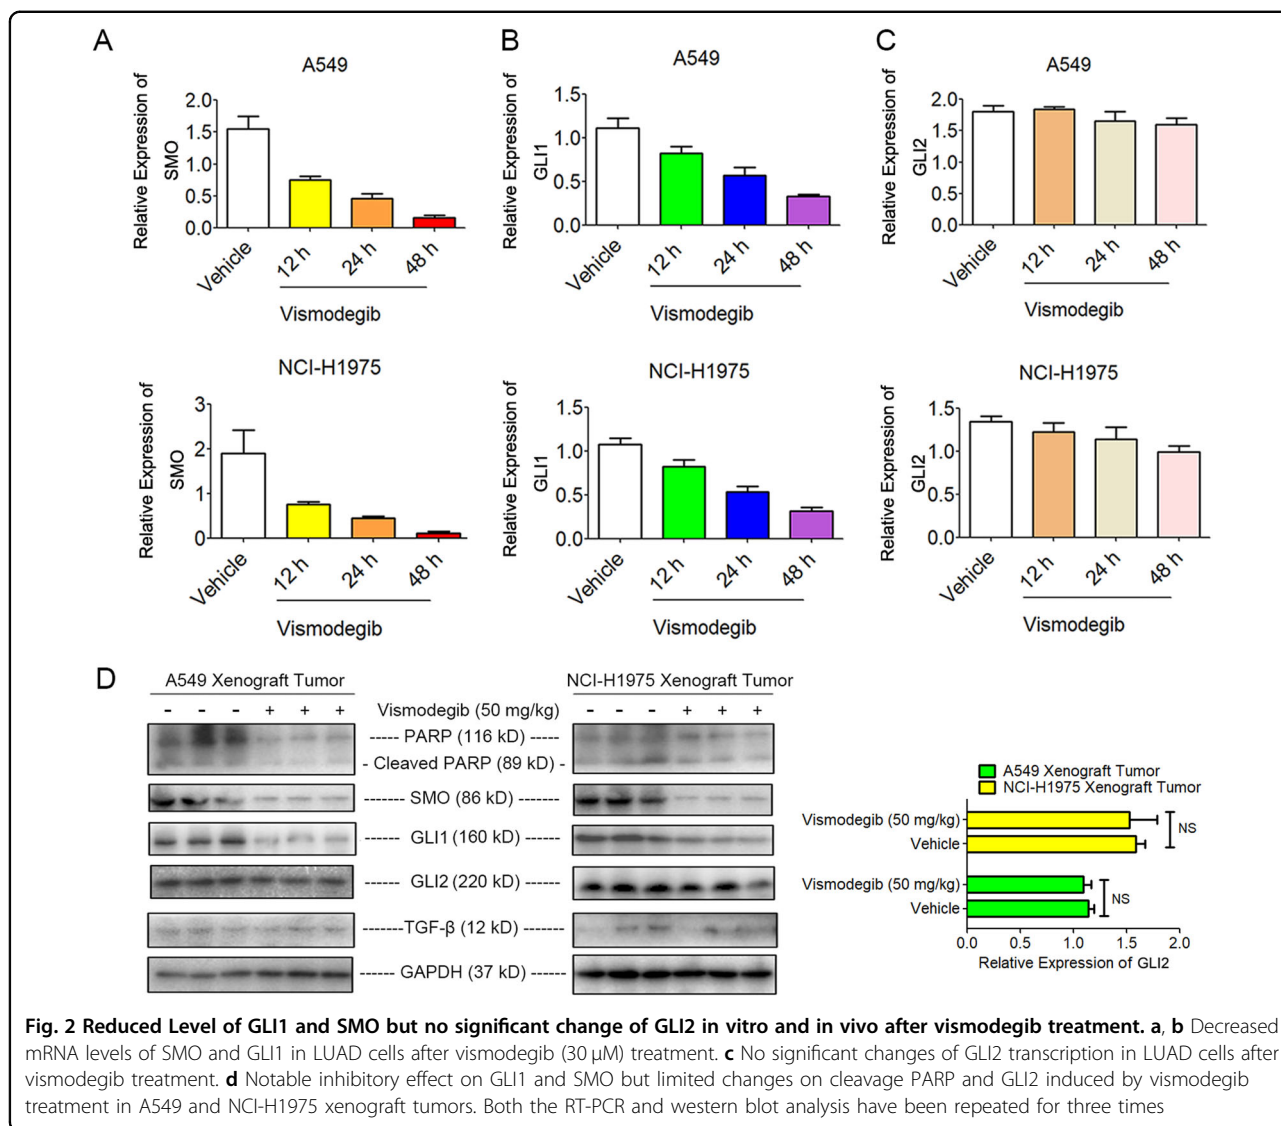 A
A549
Relative Expression of
SMO
2.0
1.5
1.0
0.5
0.0
Vehicle
12 h
24 h
48 h
Vismodegib
NCI-H1975
Relative Expression of
SMO
3
2
1
0
Vehicle
12 h
24 h
48 h
Vismodegib
B
A549
Relative Expression of
GLI1
1.5
1.0
0.5
0.0
Vehicle
12 h
24 h
48 h
Vismodegib
NCI-H1975
Relative Expression of
GLI1
1.5
1.0
0.5
0.0
Vehicle
12 h
24 h
48 h
Vismodegib
C
A549
Relative Expression of
GLI2
2.0
1.5
1.0
0.5
0.0
Vehicle
12 h
24 h
48 h
Vismodegib
NCI-H1975
Relative Expression of
GLI2
1.5
1.0
0.5
0.0
Vehicle
12 h
24 h
48 h
Vismodegib
D
A549 Xenograft Tumor NCI-H1975 Xenograft Tumor
- - - + + + Vismodegib (50 mg/kg) - - - + + +
----- PARP (116 kD) -----
- Cleaved PARP (89 kD) -
------- SMO (86 kD) -------
------ GLI1 (160 kD) ------
------ GLI2 (220 kD) ------
----- TGF-β (12 kD) ------
----- GAPDH (37 kD) ------
A549 Xenograft Tumor
NCI-H1975 Xenograft Tumor
Vismodegib (50 mg/kg)
Vehicle
NS
Vismodegib (50 mg/kg)
Vehicle
NS
0.0 0.5 1.0 1.5 2.0
Relative Expression of GLI2
Fig. 2 Reduced Level of GLI1 and SMO but no significant change of GLI2 in vitro and in vivo after vismodegib treatment. a, b Decreased
mRNA levels of SMO and GLI1 in LUAD cells after vismodegib (30 μM) treatment. c No significant changes of GLI2 transcription in LUAD cells after
vismodegib treatment. d Notable inhibitory effect on GLI1 and SMO but limited changes on cleavage PARP and GLI2 induced by vismodegib
treatment in A549 and NCI-H1975 xenograft tumors. Both the RT-PCR and western blot analysis have been repeated for three times